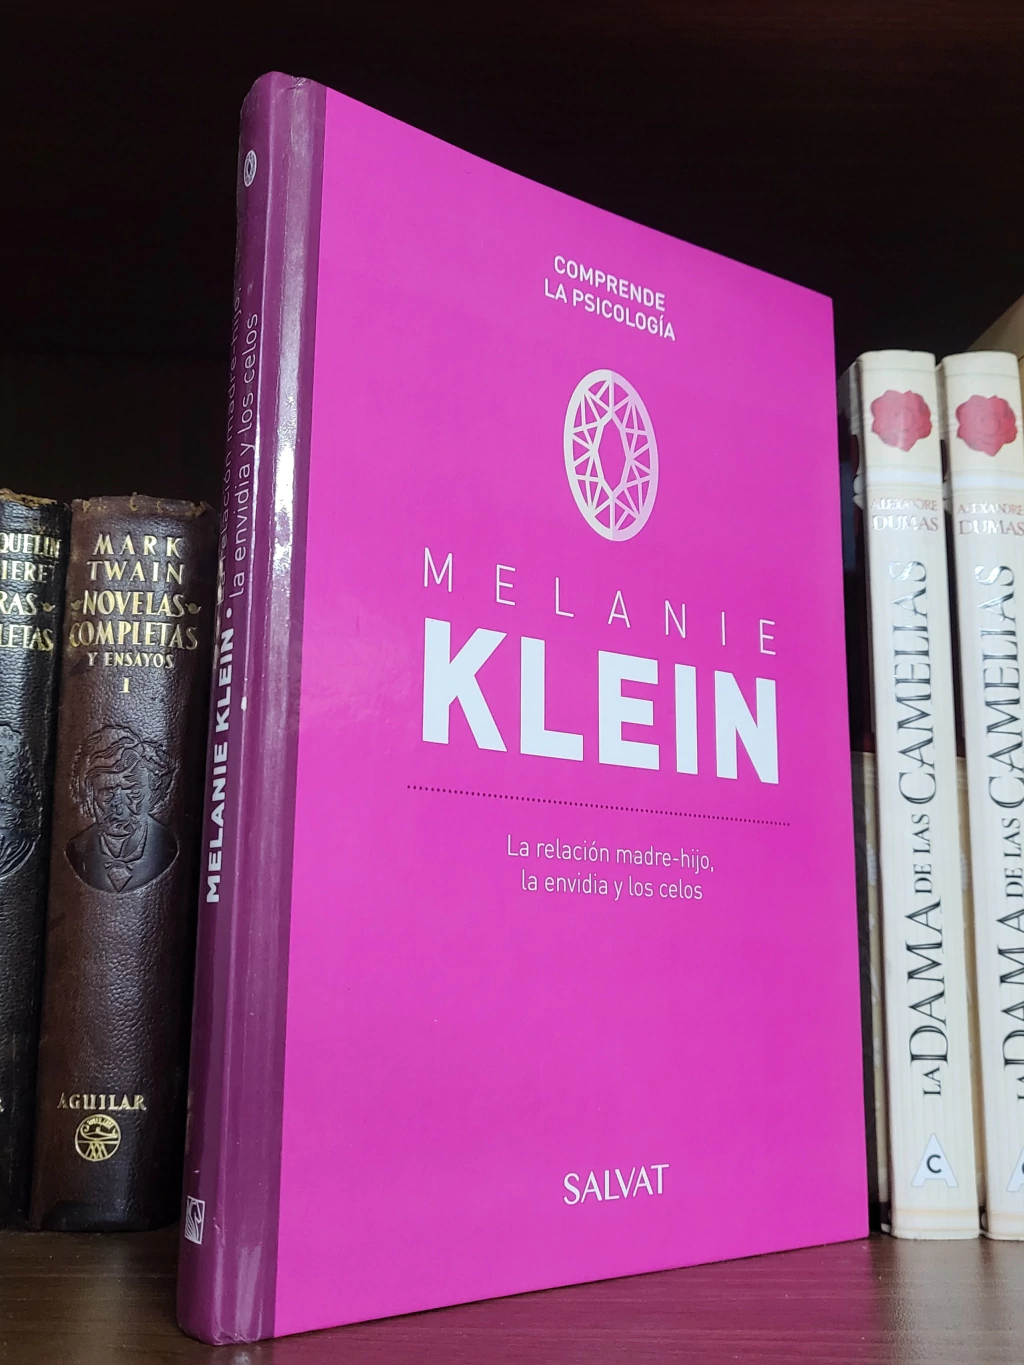 COMPRENDE
LA PSICOLOGÍA
MELANIE
KLEIN
La relación madre-hijo,
la envidia y los celos
SALVAT
MELANIE KLEIN • La relación madre-hijo,
la envidia y los celos
MARK
TWAIN
NOVELAS
COMPLETAS
Y ENSAYOS
I
AGUILAR
ALEXANDRE
DUMAS
LA DAMA DE LAS CAMELIAS
C
ALEXANDRE
DUMAS
LA DAMA DE LAS CAMELIAS